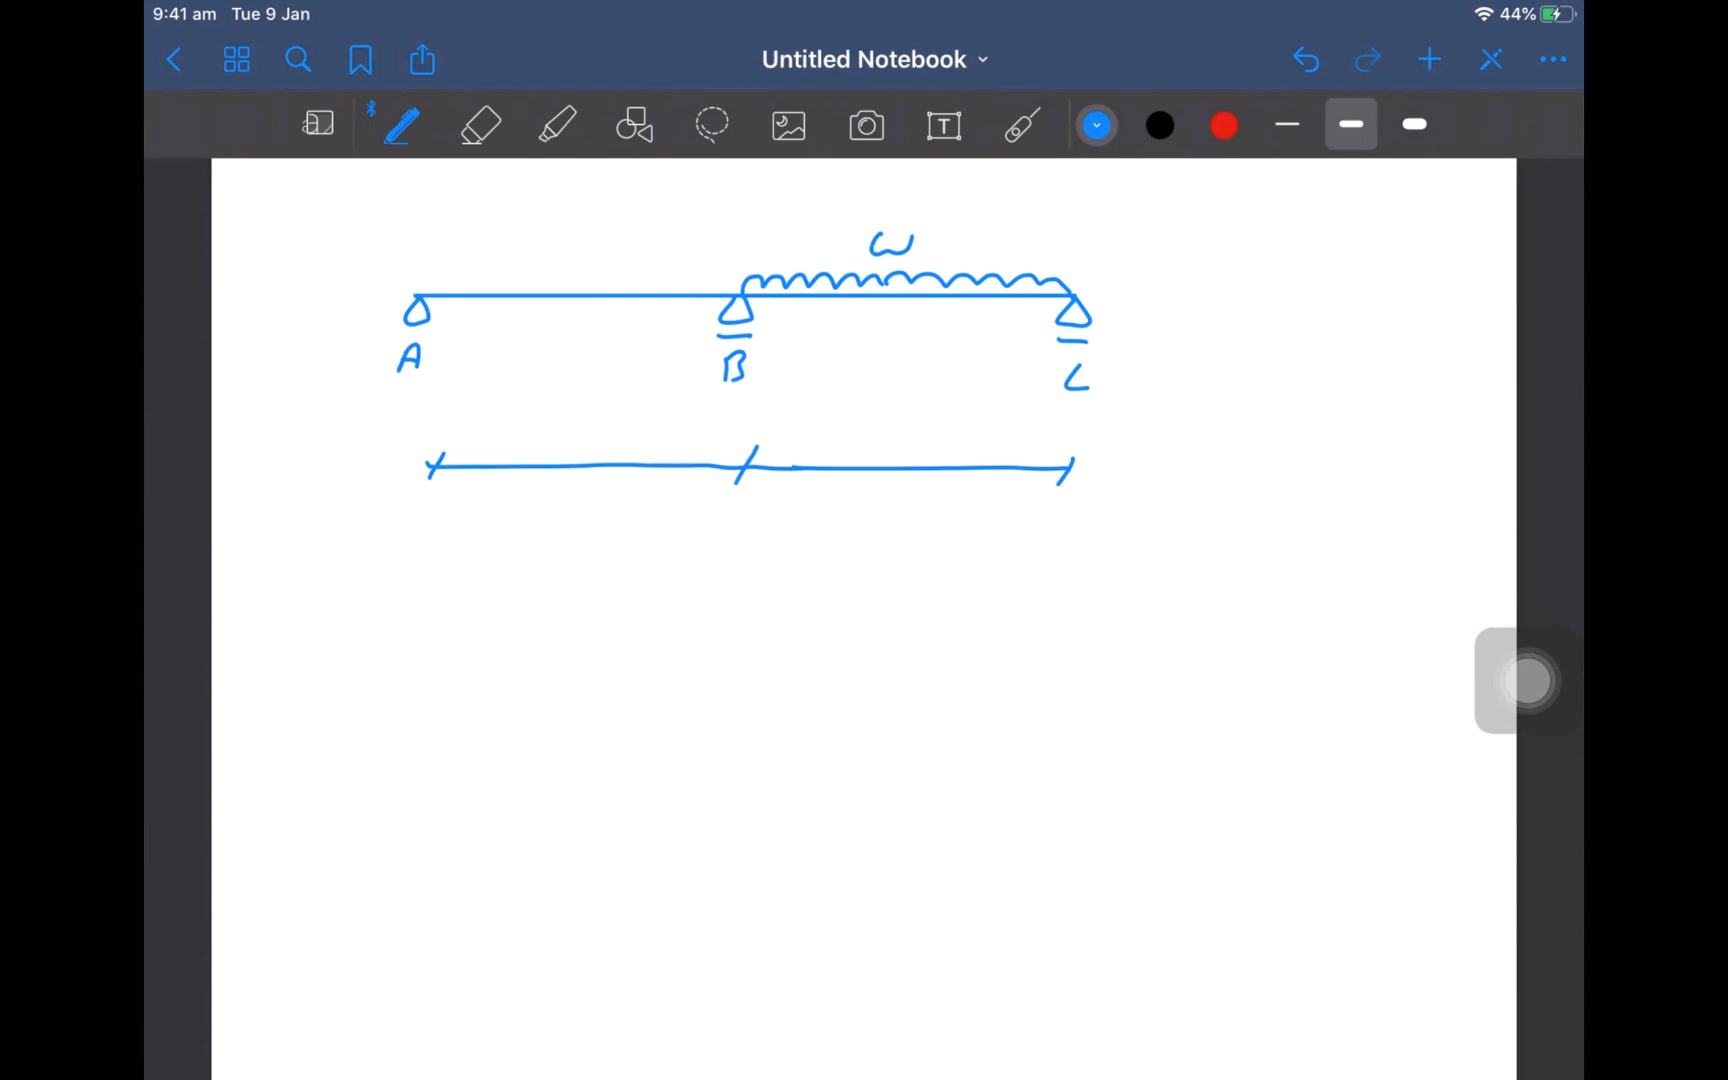 9:41 am Tue 9 Jan 44%
Untitled Notebook
a T
ω
A B C